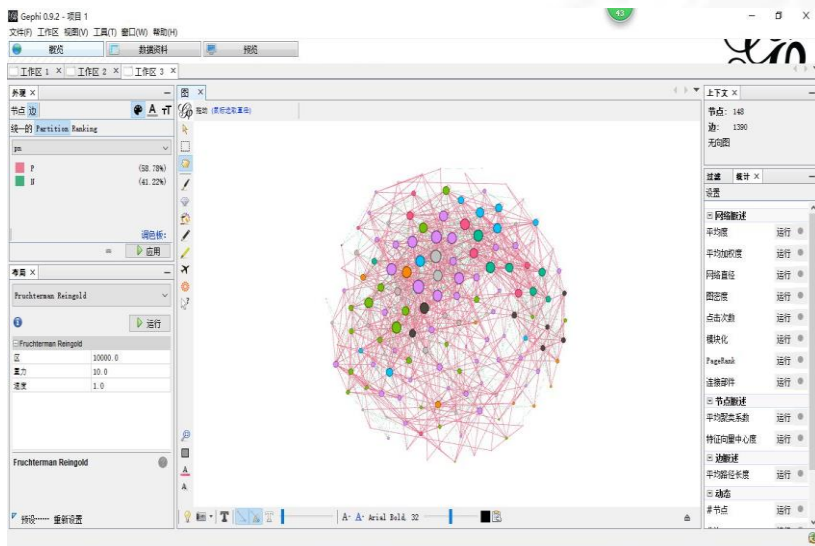 Gephi 0.9.2 - 项目 1
43
文件(F) 工作区 视图(V) 工具(T) 窗口(W) 帮助(H)
概览 数据资料 预览
工作区 1 × 工作区 2 × 工作区 3 ×
外观 ×
节点 边
统一的 Partition Ranking
pn
P (58.78%)
N (41.22%)
调色板:
应用
布局 ×
Fruchterman Reingold
运行
Fruchterman Reingold
区 10000.0
重力 10.0
速度 1.0
Fruchterman Reingold
预设...... 重新设置
图 ×
拖动
A- A- Arial Bold, 32
上下文 ×
节点: 148
边: 1390
无向图
过滤 统计 ×
设置
网络概述
平均度 运行
平均加权度 运行
网络直径 运行
图密度 运行
点击次数 运行
模块化 运行
PageRank 运行
连接部件 运行
节点概述
平均聚类系数 运行
特征向量中心度 运行
边概述
平均路径长度 运行
动态
#节点 运行